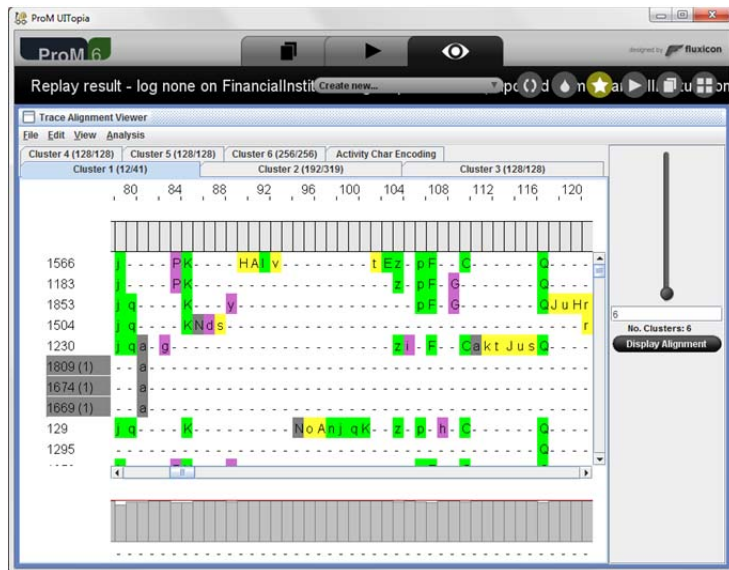 ProM UITopia
ProM 6
designed by fluxicon
Replay result - log none on FinancialInstit
Create new...
Trace Alignment Viewer
File Edit View Analysis
Cluster 4 (128/128) Cluster 5 (128/128) Cluster 6 (256/256) Activity Char Encoding
Cluster 1 (12/41) Cluster 2 (192/319) Cluster 3 (128/128)
80 84 88 92 96 100 104 108 112 116 120
1566 j P K H A I v t E z p F C Q
1183 j P K z p F G Q
1853 j q K y p F G Q J u H r
1504 j q K N d s r
1230 j q a g z i F C a k t J u s Q
1809 (1) a
1674 (1) a
1669 (1) a
129 j q K N o A n j q K z p h C Q
1295 Q
6
No. Clusters: 6
Display Alignment